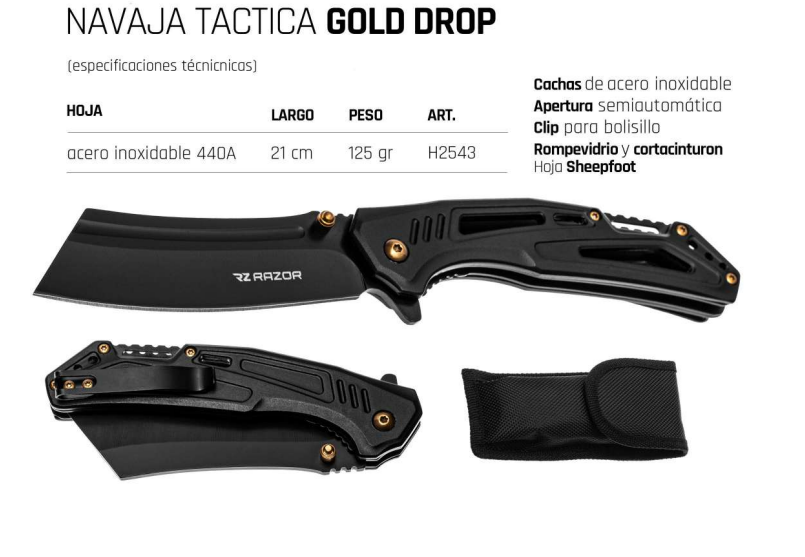 NAVAJA TACTICA GOLD DROP
(especificaciones técnicnicas)
HOJA LARGO PESO ART.
acero inoxidable 440A 21 cm 125 gr H2543
Cachas de acero inoxidable
Apertura semiautomática
Clip para bolisillo
Rompevidrio y cortacinturon
Hoja Sheepfoot
RZ RAZOR